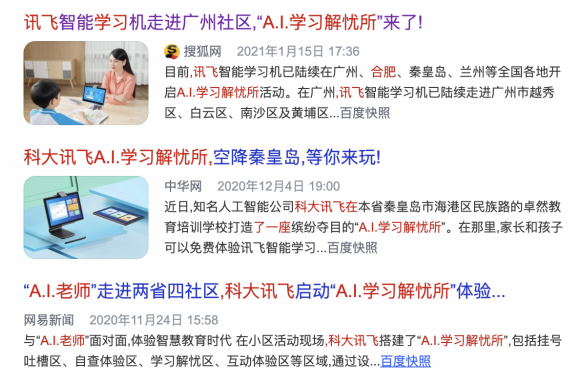 讯飞智能学习机走进广州社区,“A.I.学习解忧所”来了!
搜狐网 2021年1月15日 17:36
目前,讯飞智能学习机已陆续在广州、合肥、秦皇岛、兰州等全国各地开
启A.I.学习解忧所活动。在广州,讯飞智能学习机已陆续走进广州市越秀
区、白云区、南沙区及黄埔区...百度快照
科大讯飞A.I.学习解忧所,空降秦皇岛,等你来玩!
中华网 2020年12月4日 19:00
近日,知名人工智能公司科大讯飞在本省秦皇岛市海港区民族路的卓然教
育培训学校打造了一座缤纷夺目的“A.I.学习解忧所”。在那里,家长和孩子
可以免费体验讯飞智能学习...百度快照
“A.I.老师”走进两省四社区,科大讯飞启动“A.I.学习解忧所”体验...
网易新闻 2020年11月24日 15:58
与“A.I.老师”面对面,体验智慧教育时代 在小区活动现场,科大讯飞搭建了“A.I.学习解忧所”,包括挂号
吐槽区、自查体验区、学习解忧区、互动体验区等区域,通过设...百度快照